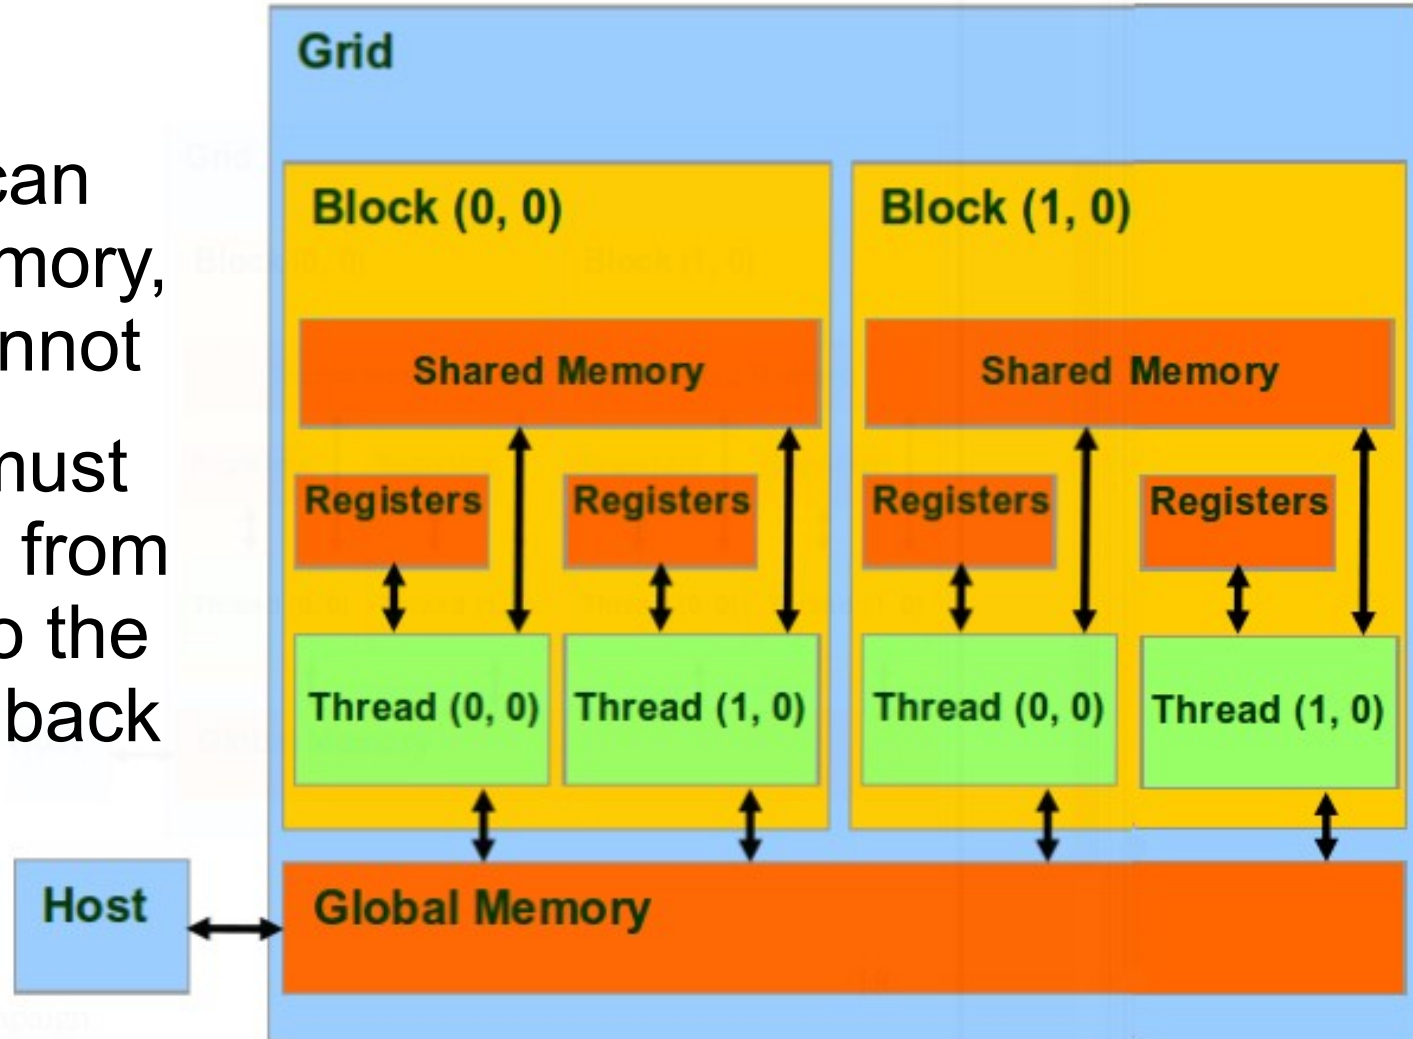 can
mory,
nnot
must
from
o the
back
Grid
Block (0, 0)
Block (1, 0)
Shared Memory
Shared Memory
Registers
Registers
Registers
Registers
Thread (0, 0)
Thread (1, 0)
Thread (0, 0)
Thread (1, 0)
Host
Global Memory